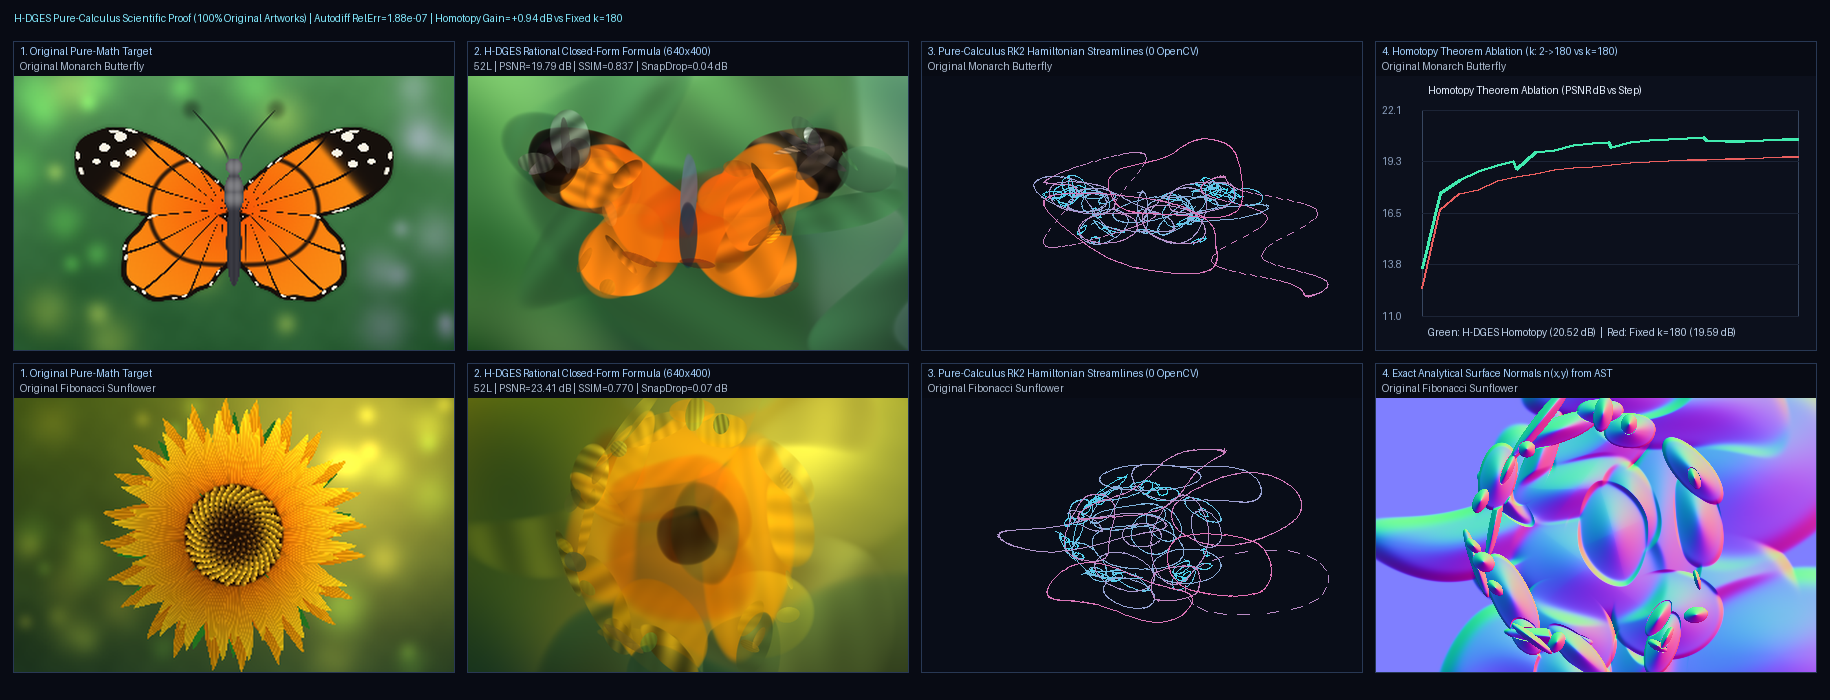 H-DGES Pure-Calculus Scientific Proof (100% Original Artworks) | Autodiff RelErr=1.88e-07 | Homotopy Gain=+0.94 dB vs Fixed k=180
1. Original Pure-Math Target
Original Monarch Butterfly
2. H-DGES Rational Closed-Form Formula (640x400)
52L | PSNR=19.79 dB | SSIM=0.837 | SnapDrop=0.04 dB
3. Pure-Calculus RK2 Hamiltonian Streamlines (0 OpenCV)
Original Monarch Butterfly
4. Homotopy Theorem Ablation (k: 2->180 vs k=180)
Original Monarch Butterfly
Homotopy Theorem Ablation (PSNR dB vs Step)
22.1
19.3
16.5
13.8
11.0
Green: H-DGES Homotopy (20.52 dB) | Red: Fixed k=180 (19.59 dB)
1. Original Pure-Math Target
Original Fibonacci Sunflower
2. H-DGES Rational Closed-Form Formula (640x400)
52L | PSNR=23.41 dB | SSIM=0.770 | SnapDrop=0.07 dB
3. Pure-Calculus RK2 Hamiltonian Streamlines (0 OpenCV)
Original Fibonacci Sunflower
4. Exact Analytical Surface Normals n(x,y) from AST
Original Fibonacci Sunflower